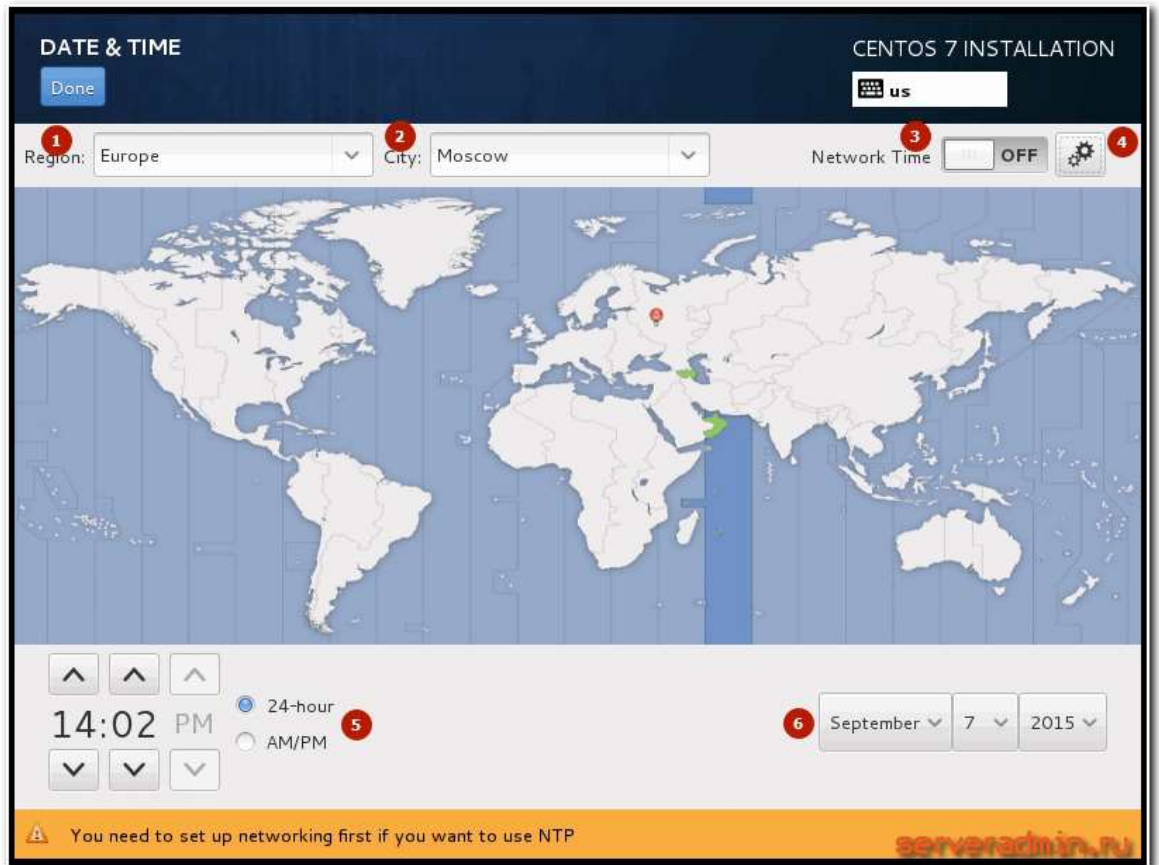 DATE & TIME
CENTOS 7 INSTALLATION
Done
us
1
2
3
4
Region:
Europe
City:
Moscow
Network Time
OFF
14:02 PM
24-hour
AM/PM
5
6
September
7
2015
You need to set up networking first if you want to use NTP
serveradmin.ru